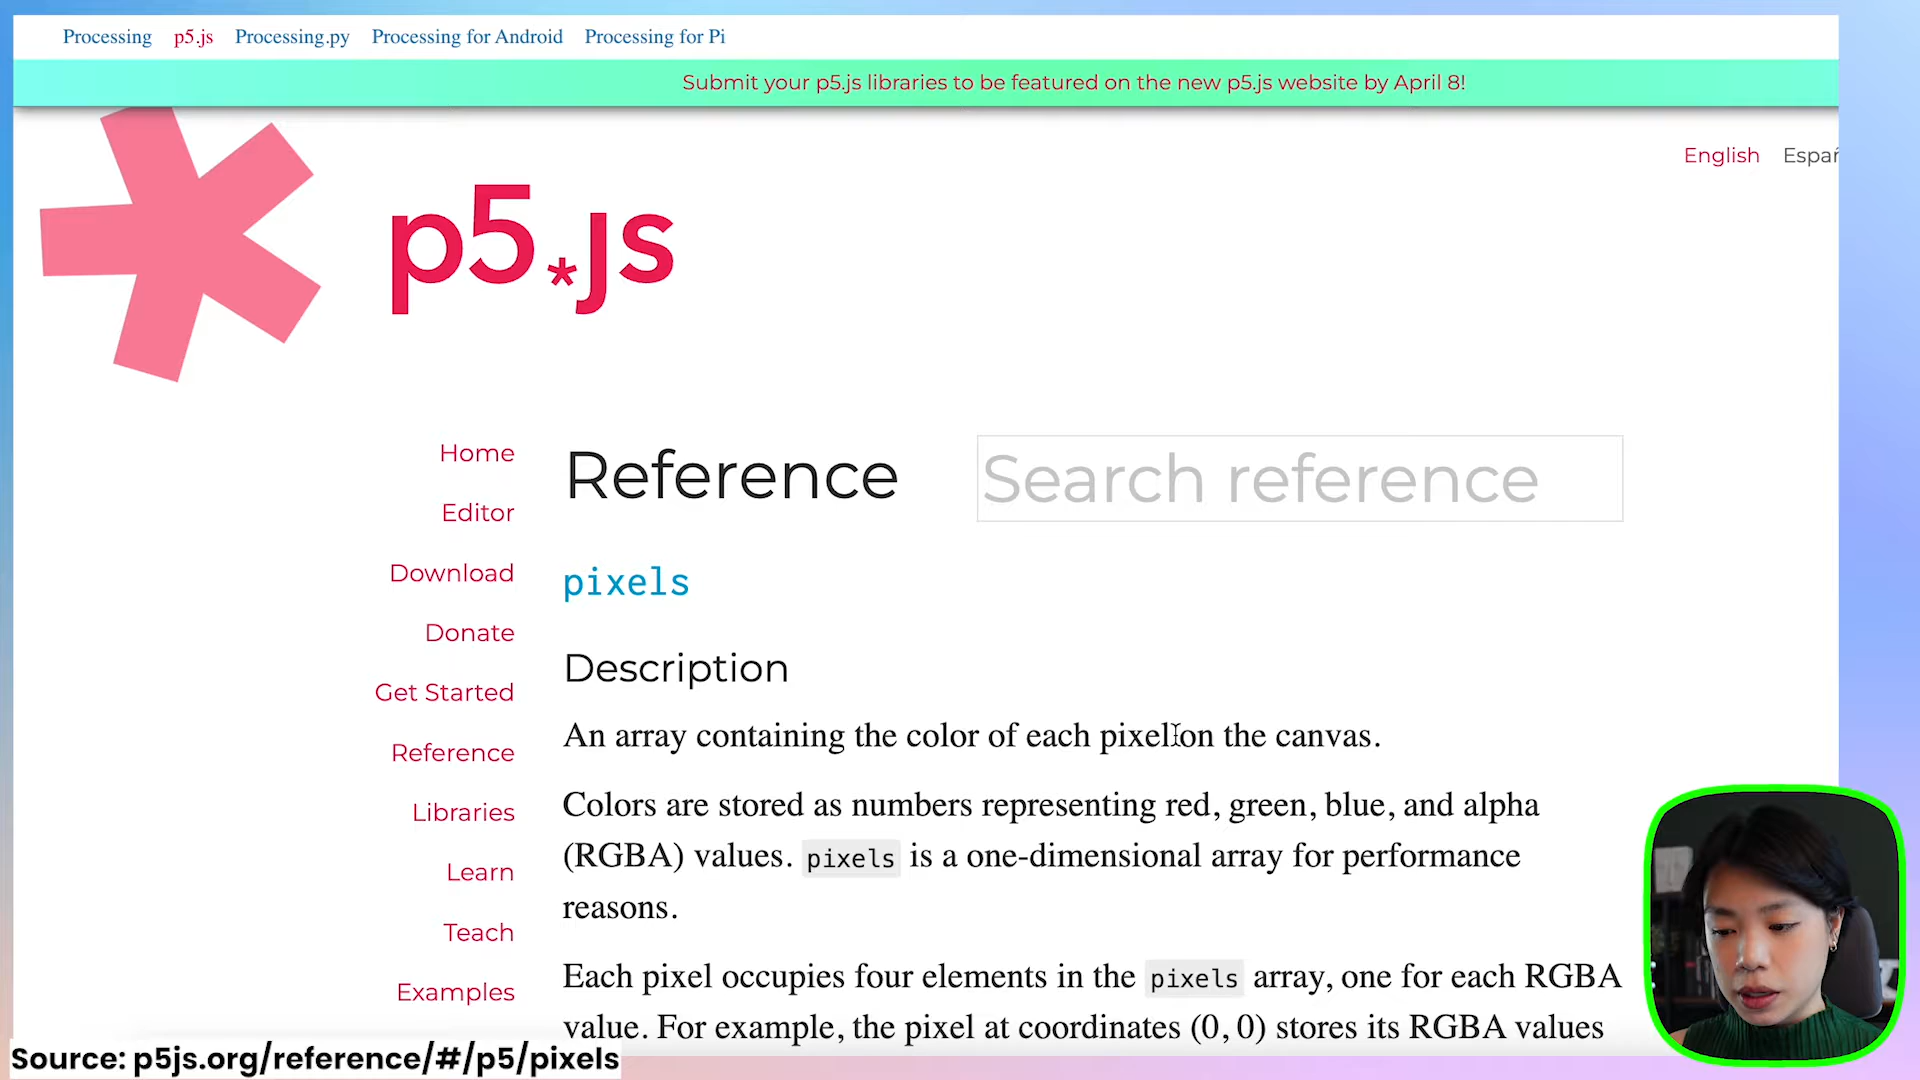 Processing p5.js Processing.py Processing for Android Processing for Pi
Submit your p5.js libraries to be featured on the new p5.js website by April 8!
English Españ
p5*js
Home
Editor
Download
Donate
Get Started
Reference
Libraries
Learn
Teach
Examples
Reference
Search reference
pixels
Description
An array containing the color of each pixel on the canvas.
Colors are stored as numbers representing red, green, blue, and alpha
(RGBA) values. pixels is a one-dimensional array for performance
reasons.
Each pixel occupies four elements in the pixels array, one for each RGBA
value. For example, the pixel at coordinates (0, 0) stores its RGBA values
Source: p5js.org/reference/#/p5/pixels